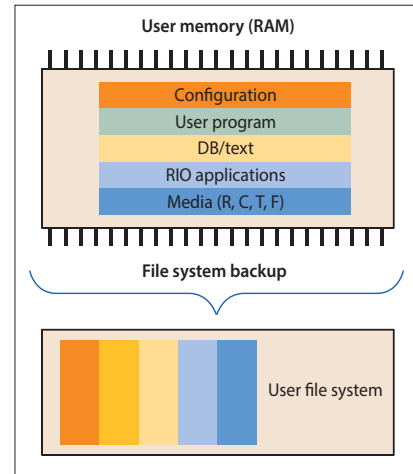 User memory (RAM)
Configuration
User program
DB/text
RIO applications
Media (R, C, T, F)
File system backup
User file system